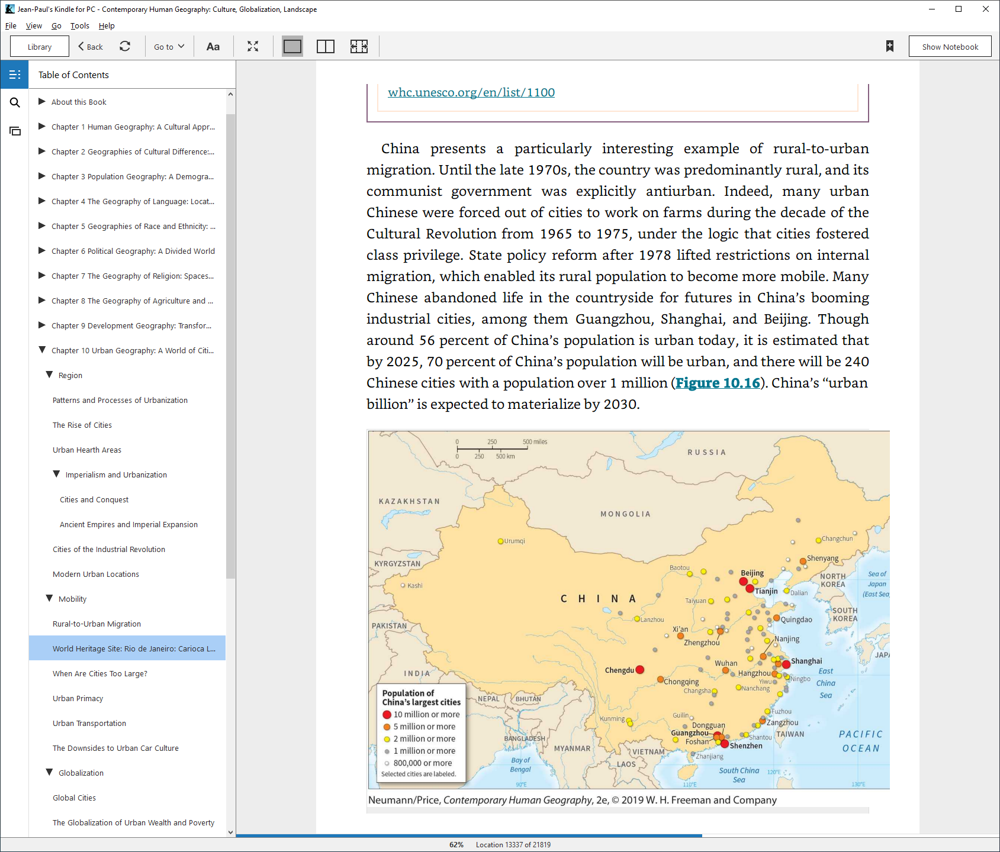 Jean-Paul's Kindle for PC - Contemporary Human Geography: Culture, Globalization, Landscape
File View Go Tools Help
Library
Back
Go to
Aa
Show Notebook
Table of Contents
About this Book
Chapter 1 Human Geography: A Cultural Appr...
Chapter 2 Geographies of Cultural Difference:...
Chapter 3 Population Geography: A Demogra...
Chapter 4 The Geography of Language: Locat...
Chapter 5 Geographies of Race and Ethnicity: ...
Chapter 6 Political Geography: A Divided World
Chapter 7 The Geography of Religion: Spaces...
Chapter 8 The Geography of Agriculture and ...
Chapter 9 Development Geography: Transfor...
Chapter 10 Urban Geography: A World of Citi...
Region
Patterns and Processes of Urbanization
The Rise of Cities
Urban Hearth Areas
Imperialism and Urbanization
Cities and Conquest
Ancient Empires and Imperial Expansion
Cities of the Industrial Revolution
Modern Urban Locations
Mobility
Rural-to-Urban Migration
World Heritage Site: Rio de Janeiro: Carioca L...
When Are Cities Too Large?
Urban Primacy
Urban Transportation
The Downsides to Urban Car Culture
Globalization
Global Cities
The Globalization of Urban Wealth and Poverty
whc.unesco.org/en/list/1100
China presents a particularly interesting example of rural-to-urban
migration. Until the late 1970s, the country was predominantly rural, and its
communist government was explicitly antiurban. Indeed, many urban
Chinese were forced out of cities to work on farms during the decade of the
Cultural Revolution from 1965 to 1975, under the logic that cities fostered
class privilege. State policy reform after 1978 lifted restrictions on internal
migration, which enabled its rural population to become more mobile. Many
Chinese abandoned life in the countryside for futures in China's booming
industrial cities, among them Guangzhou, Shanghai, and Beijing. Though
around 56 percent of China's population is urban today, it is estimated that
by 2025, 70 percent of China's population will be urban, and there will be 240
Chinese cities with a population over 1 million (Figure 10.16). China's “urban
billion” is expected to materialize by 2030.
0 250 500 miles
0 250 500 km
RUSSIA
KAZAKHSTAN
MONGOLIA
Urumqi
Changchun
Shenyang
KYRGYZSTAN
Baotou
Beijing
NORTH
KOREA
Sea of
Japan
(East Sea
Kashi
Tianjin
Dalian
CHINA
Taiyuan
SOUTH
KOREA
Lanzhou
Quingdao
PAKISTAN
Xi'an
Zhengzhou
Nanjing
JAPA
Wuhan
Shanghai
Chengdu
INDIA
Hangzhou
East
China
Sea
Chongqing
Yiwu
Ningbo
Changsha
Nanchang
NEPAL
BHUTAN
Population of
China's largest cities
10 million or more
5 million or more
2 million or more
1 million or more
800,000 or more
Selected cities are labeled.
Fuzhou
Guilin
Kunming
Dongguan
Zangzhou
Guangzhou
Foshan
Shantou
TAIWAN
PACIFIC
OCEAN
BANGLADESH
Shenzhen
MYANMAR
VIETNAM
Zhanjiang
LAOS
Bay of
Bengal
South China
Sea
120°E
90°E
110°E
130°E
Neumann/Price, Contemporary Human Geography, 2e, © 2019 W. H. Freeman and Company
62% Location 13337 of 21819